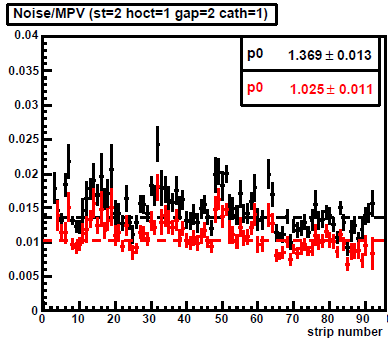 Noise/MPV (st=2 hoct=1 gap=2 cath=1)
0.04
p0 1.369 ± 0.013
0.035
p0 1.025 ± 0.011
0.03
0.025
0.02
0.015
0.01
0.005
0
0 10 20 30 40 50 60 70 80 90
strip number